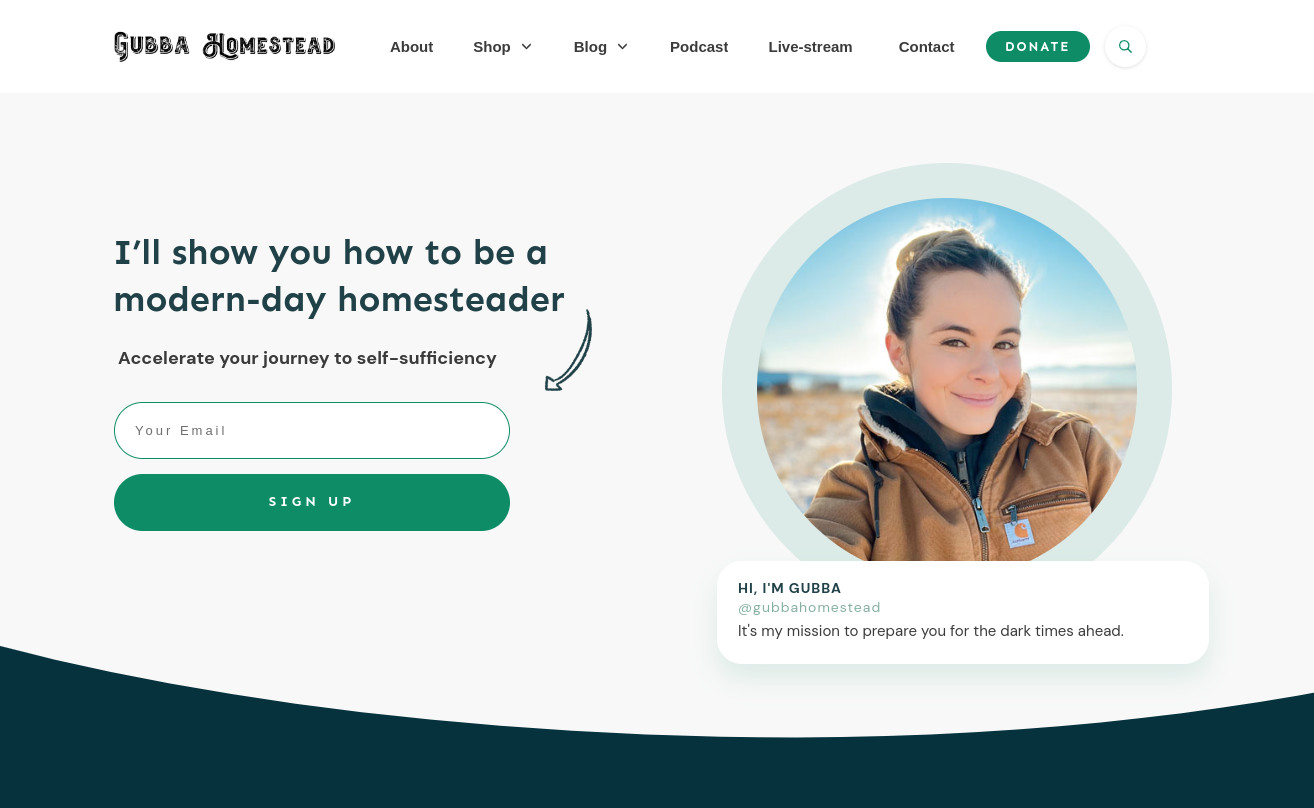 Gubba Homestead
About
Shop
Blog
Podcast
Live-stream
Contact
DONATE
I’ll show you how to be a
modern-day homesteader
Accelerate your journey to self-sufficiency
Your Email
SIGN UP
HI, I'M GUBBA
@gubbahomestead
It's my mission to prepare you for the dark times ahead.